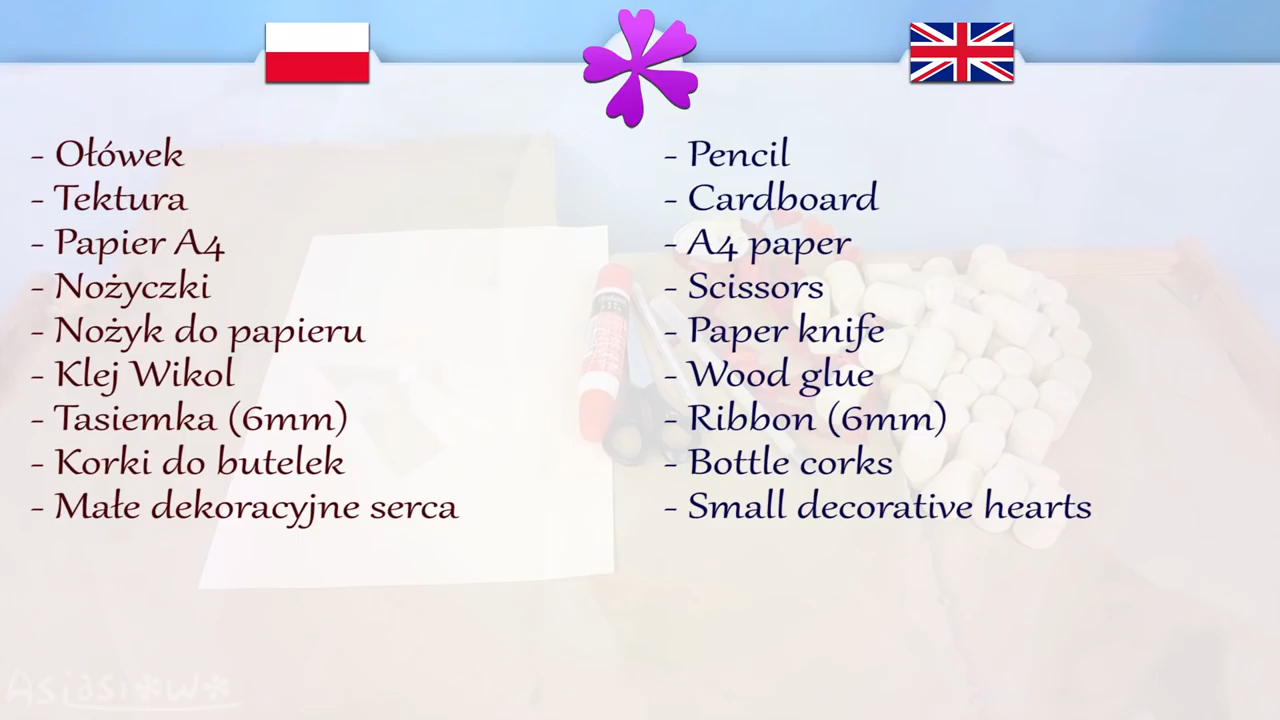 - Ołówek
- Tektura
- Papier A4
- Nożyczki
- Nożyk do papieru
- Klej Wikol
- Tasiemka (6mm)
- Korki do butelek
- Małe dekoracyjne serca
- Pencil
- Cardboard
- A4 paper
- Scissors
- Paper knife
- Wood glue
- Ribbon (6mm)
- Bottle corks
- Small decorative hearts
Asiasi*w*